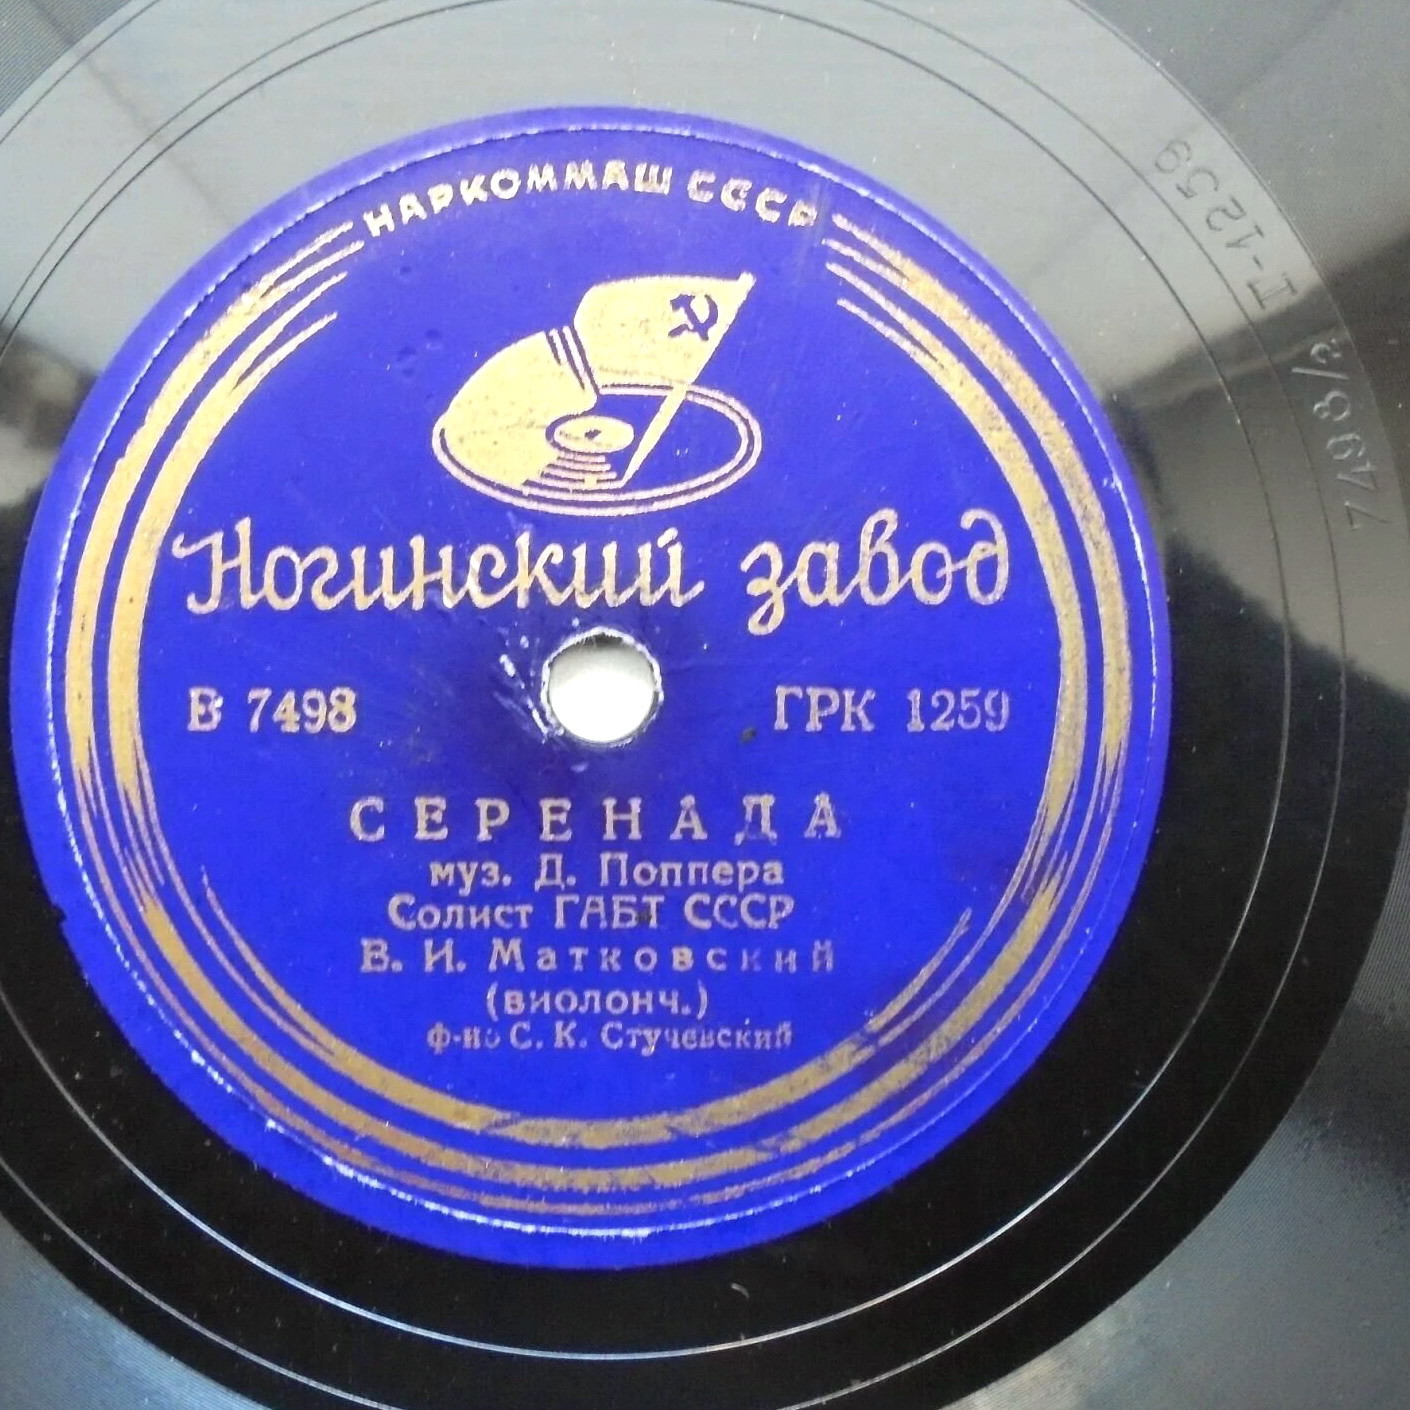 НАРКОММАШ СССР
Ногинский завод
В 7498
ГРК 1259
СЕРЕНАДА
муз. Д. Поппера
Солист ГАБТ СССР
В. И. Матковский
(виолонч.)
ф-но С. К. Стучевский
Т-1259
7498/3